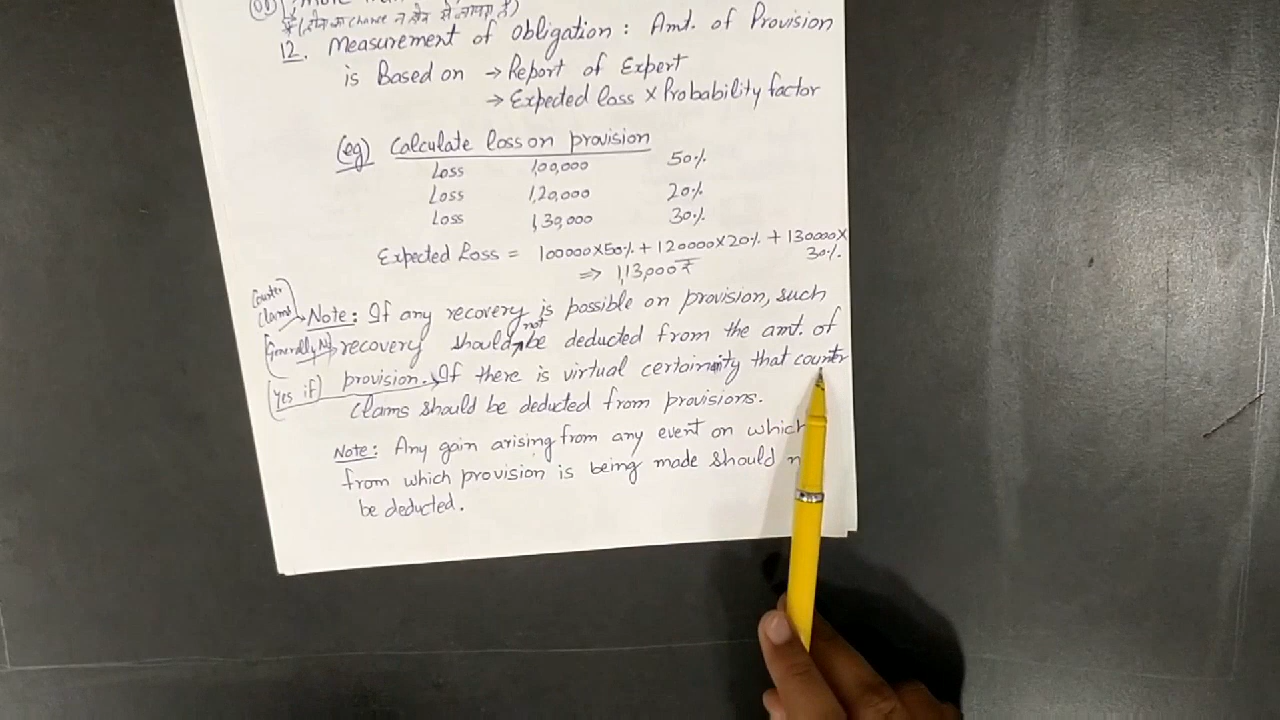 12. Measurement of Obligation: Amt. of Provision
is Based on → Report of Expert
→ Expected loss × Probability factor
(eg) Calculate loss on provision
Loss 1,00,000 50%
Loss 1,20,000 20%
Loss 1,30,000 30%
Expected Loss = 100000×50% + 120000×20% + 130000×
30%.
⇒ 1,13,000 ₹
Counter
Claims → Note: If any recovery is possible on provision, such
(Generally No) → recovery should not be deducted from the amt. of
(Yes if) provision. → If there is virtual certainity that counter
Claims should be deducted from provisions.
Note: Any gain arising from any event on which
from which provision is being made should n
be deducted.